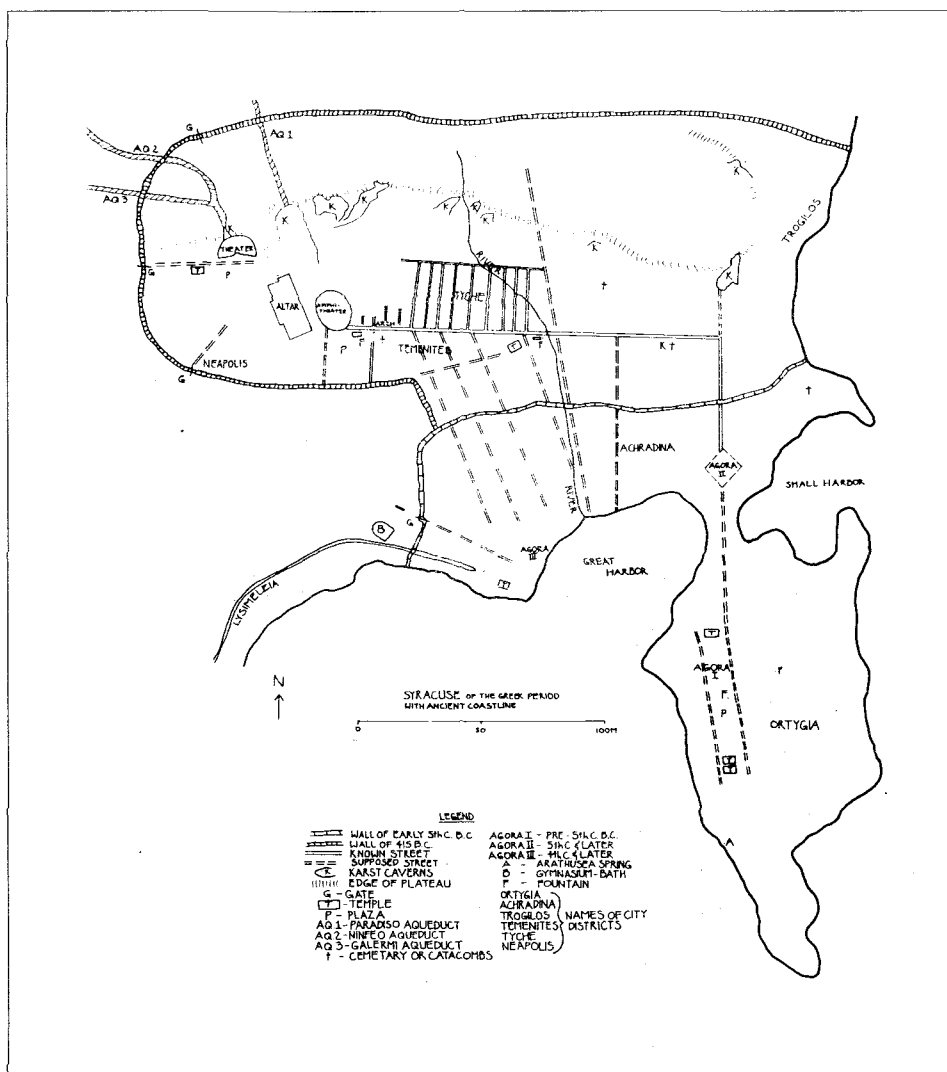 G
AQ 1
AQ 2
K
AQ 3
K
K
K
K
K
K
K
TROGILOS
THEATER
K
RIVER
K
G
T
P
TYCHE
†
ALTAR
AMPHI-
THEATER
ARCH
F
†
F
P
TEMENITES
T
K†
NEAPOLIS
G
†
ACHRADINA
AGORA
II
SMALL HARBOR
RIVER
G
B
AGORA
III
GREAT
HARBOR
T
LYSIMELEIA
T
AGORA
I
F
F
P
ORTYGIA
N
SYRACUSE OF THE GREEK PERIOD
WITH ANCIENT COASTLINE
0 50 100M
T
T
A
LEGEND
WALL OF EARLY 5th C. B.C
WALL OF 415 B.C.
KNOWN STREET
SUPPOSED STREET
K KARST CAVERNS
EDGE OF PLATEAU
G - GATE
T - TEMPLE
P - PLAZA
AQ 1 - PARADISO AQUEDUCT
AQ 2 - NINFEO AQUEDUCT
AQ 3 - GALERMI AQUEDUCT
† - CEMETARY OR CATACOMBS
AGORA I - PRE - 5th C. B.C.
AGORA II - 5th C & LATER
AGORA III - 4th C & LATER
A - ARATHUSEA SPRING
B - GYMNASIUM-BATH
F - FOUNTAIN
ORTYGIA
ACHRADINA
TROGILOS
TEMENITES
TYCHE
NEAPOLIS
NAMES OF CITY
DISTRICTS